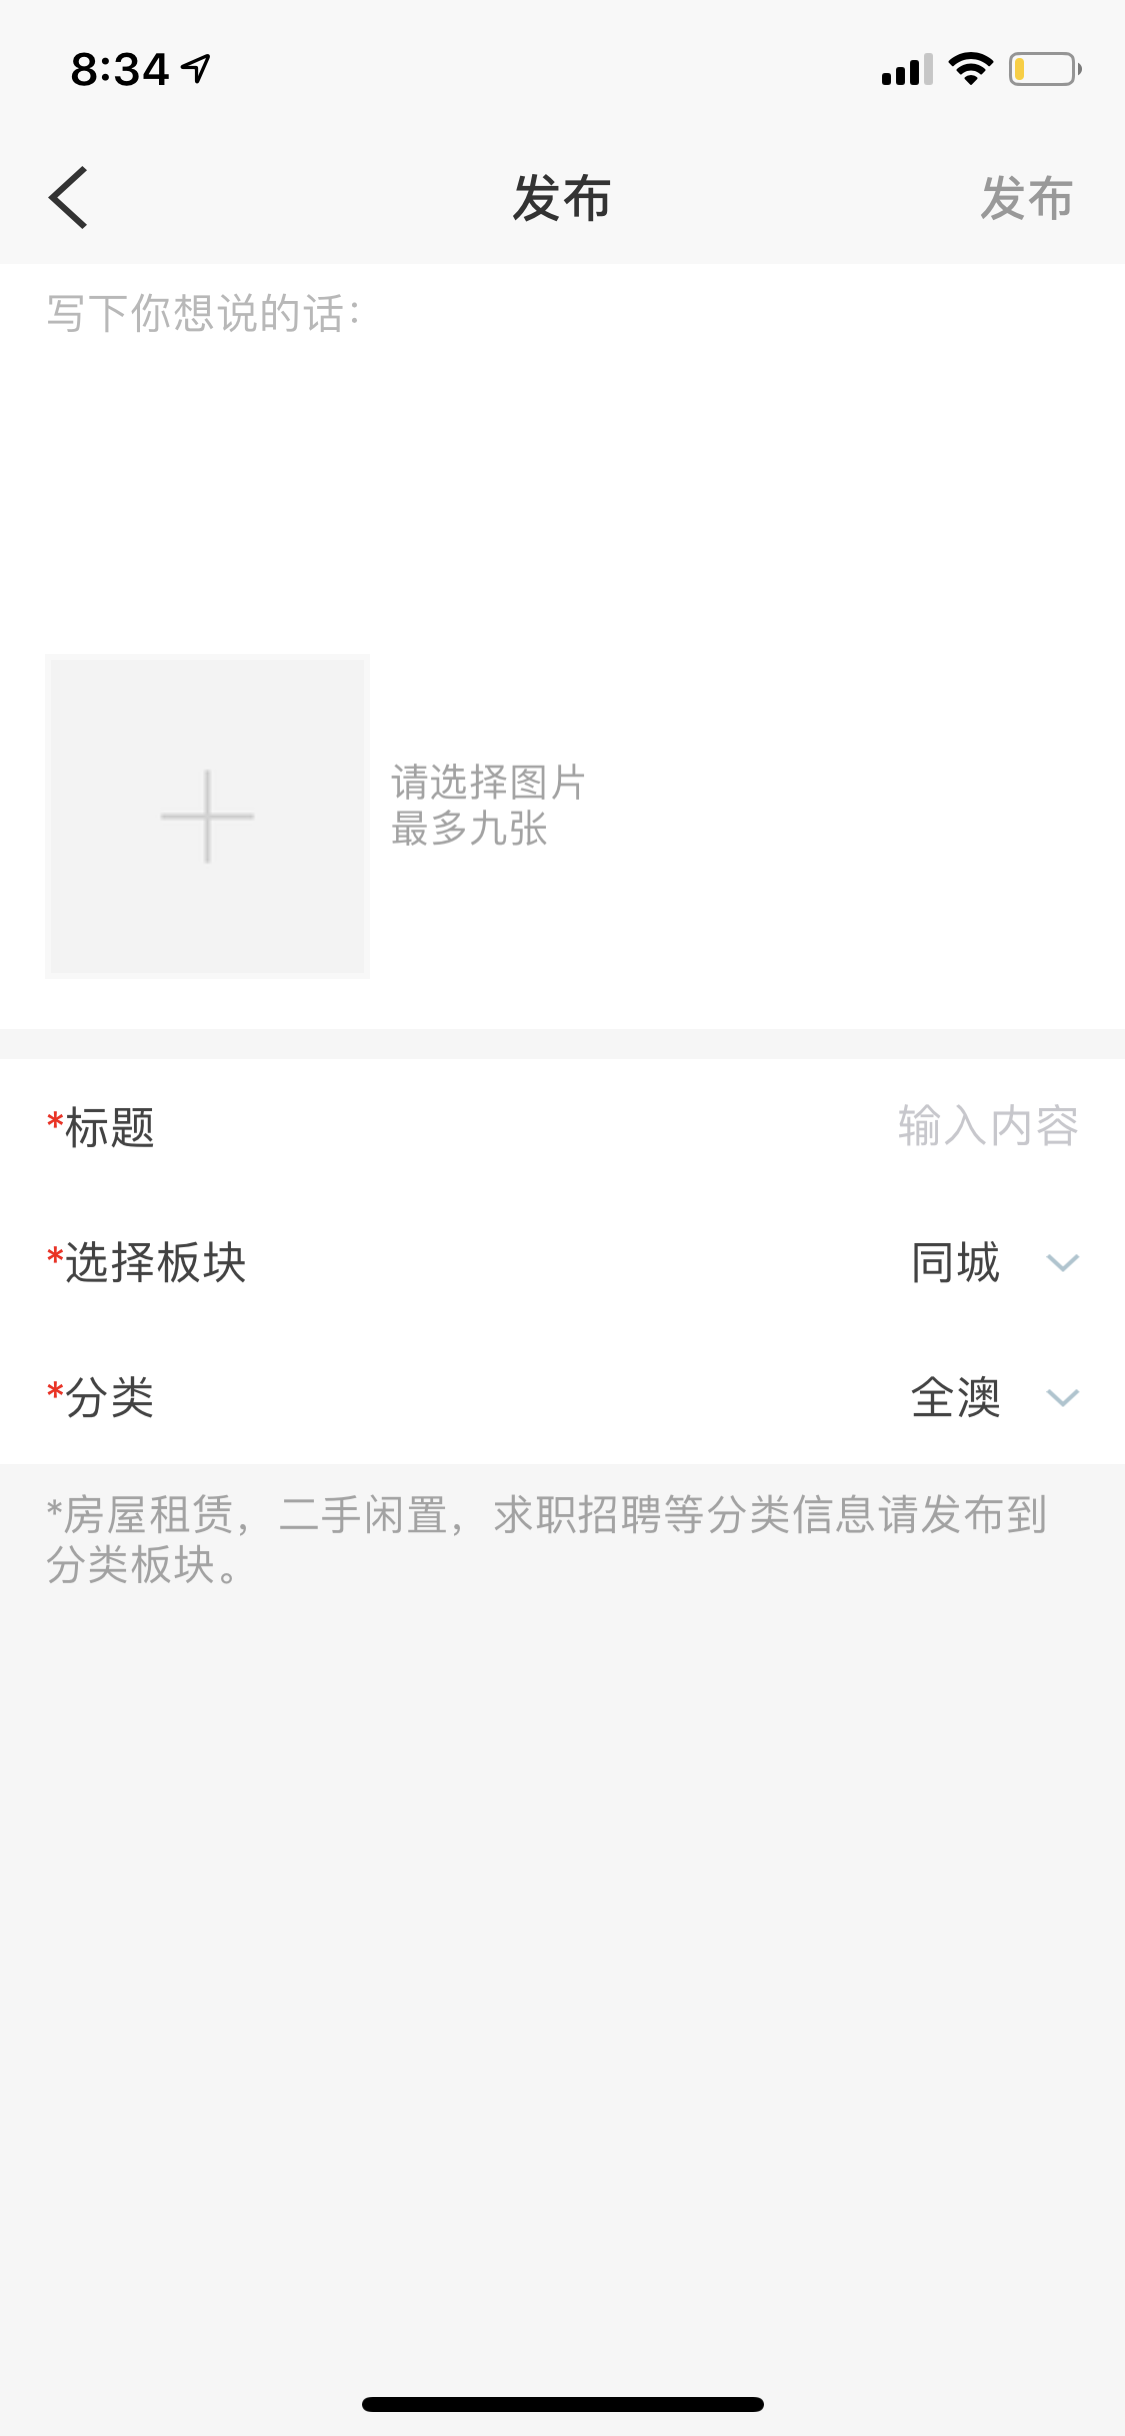 8:34
发布
发布
写下你想说的话：
请选择图片
最多九张
*标题
输入内容
*选择板块
同城
*分类
全澳
*房屋租赁，二手闲置，求职招聘等分类信息请发布到
分类板块。